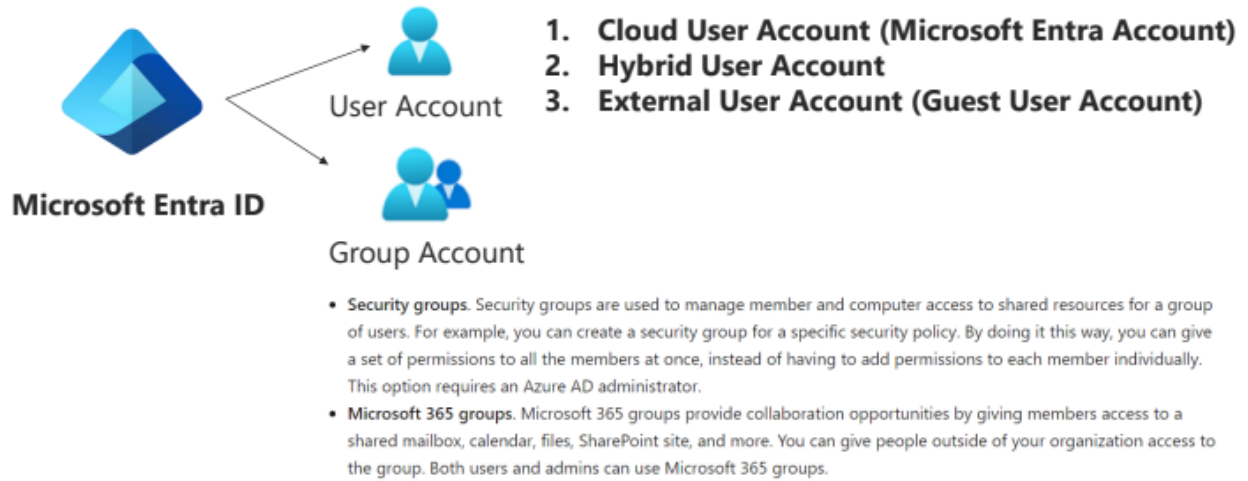 1. Cloud User Account (Microsoft Entra Account)
2. Hybrid User Account
3. External User Account (Guest User Account)
User Account
Microsoft Entra ID
Group Account
• Security groups. Security groups are used to manage member and computer access to shared resources for a group
of users. For example, you can create a security group for a specific security policy. By doing it this way, you can give
a set of permissions to all the members at once, instead of having to add permissions to each member individually.
This option requires an Azure AD administrator.
• Microsoft 365 groups. Microsoft 365 groups provide collaboration opportunities by giving members access to a
shared mailbox, calendar, files, SharePoint site, and more. You can give people outside of your organization access to
the group. Both users and admins can use Microsoft 365 groups.